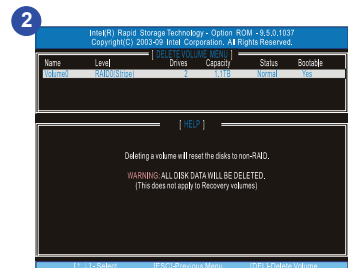 2
Intel(R) Rapid Storage Technology - Option ROM - 9.5.0.1037
Copyright(C) 2003-09 Intel Corporation. All Rights Reserved.
[ DELETE VOLUME MENU ]
Name Level Drives Capacity Status Bootable
Volume0 RAID0(Stripe) 2 1.1TB Normal Yes
[ HELP ]
Deleting a volume will reset the disks to non-RAID.
WARNING: ALL DISK DATA WILL BE DELETED.
(This does not apply to Recovery volumes)
[↑↓]-Select [ESC]-Previous Menu [DEL]-Delete Volume